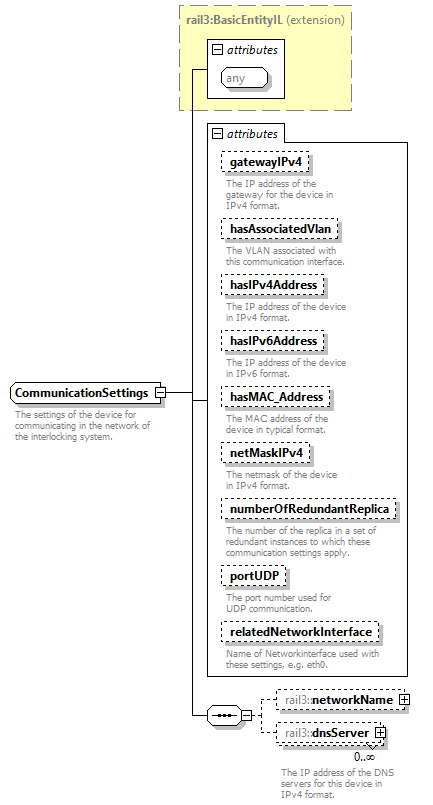 rail3:BasicEntityIL (extension)
attributes
any
attributes
gatewayIPv4
The IP address of the
gateway for the device in
IPv4 format.
hasAssociatedVlan
The VLAN associated with
this communication interface.
hasIPv4Address
The IP address of the device
in IPv4 format.
hasIPv6Address
The IP address of the device
in IPv6 format.
CommunicationSettings
The settings of the device for
communicating in the network of
the interlocking system.
hasMAC_Address
The MAC address of the
device in typical format.
netMaskIPv4
The netmask of the device
in IPv4 format.
numberOfRedundantReplica
The number of the replica in a set of
redundant instances to which these
communication settings apply.
portUDP
The port number used for
UDP communication.
relatedNetworkInterface
Name of Networkinterface used with
these settings, e.g. eth0.
rail3::networkName
rail3::dnsServer
0..∞
The IP address of the DNS
servers for this device in
IPv4 format.